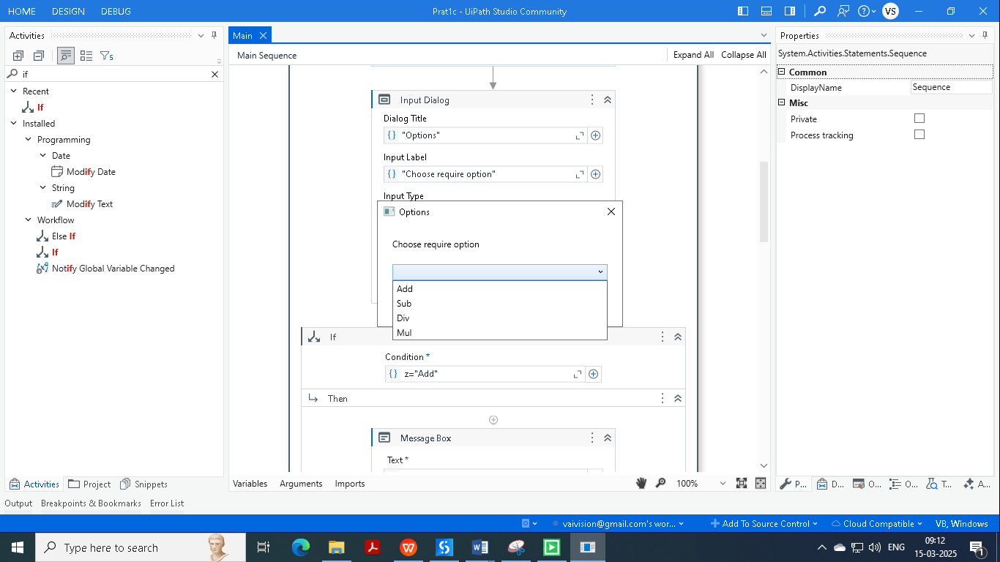 HOME DESIGN DEBUG Prat1c - UiPath Studio Community VS
Activities
5
if
Recent
If
Installed
Programming
Date
Modify Date
String
Modify Text
Workflow
Else If
If
Notify Global Variable Changed
Activities Project Snippets
Main
Main Sequence Expand All Collapse All
Input Dialog
Dialog Title
{} "Options"
Input Label
{} "Choose require option"
Input Type
Options
Choose require option
Add
Sub
Div
Mul
If
Condition *
{} z="Add"
Then
Message Box
Text *
Variables Arguments Imports 100%
Properties
System.Activities.Statements.Sequence
Common
DisplayName Sequence
Misc
Private
Process tracking
P... D... O... O... T... A...
Output Breakpoints & Bookmarks Error List
vaivision@gmail.com's wor... Add To Source Control Cloud Compatible VB, Windows
Type here to search
ENG 09:12
15-03-2025
1